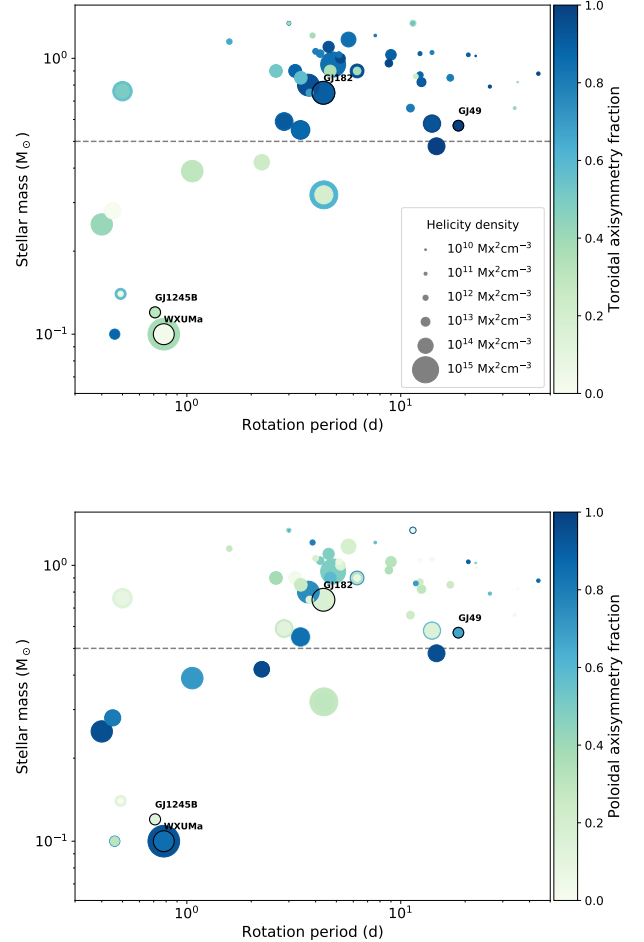 1.0
0.8
0.6
0.4
0.2
0.0
Toroidal axisymmetry fraction
10⁰
10⁻¹
Stellar mass (M☉)
GJ182
GJ49
GJ1245B
WXUMa
Helicity density
10¹⁰ Mx²cm⁻³
10¹¹ Mx²cm⁻³
10¹² Mx²cm⁻³
10¹³ Mx²cm⁻³
10¹⁴ Mx²cm⁻³
10¹⁵ Mx²cm⁻³
10⁰
10¹
Rotation period (d)
1.0
0.8
0.6
0.4
0.2
0.0
Poloidal axisymmetry fraction
10⁰
10⁻¹
Stellar mass (M☉)
GJ182
GJ49
GJ1245B
WXUMa
10⁰
10¹
Rotation period (d)